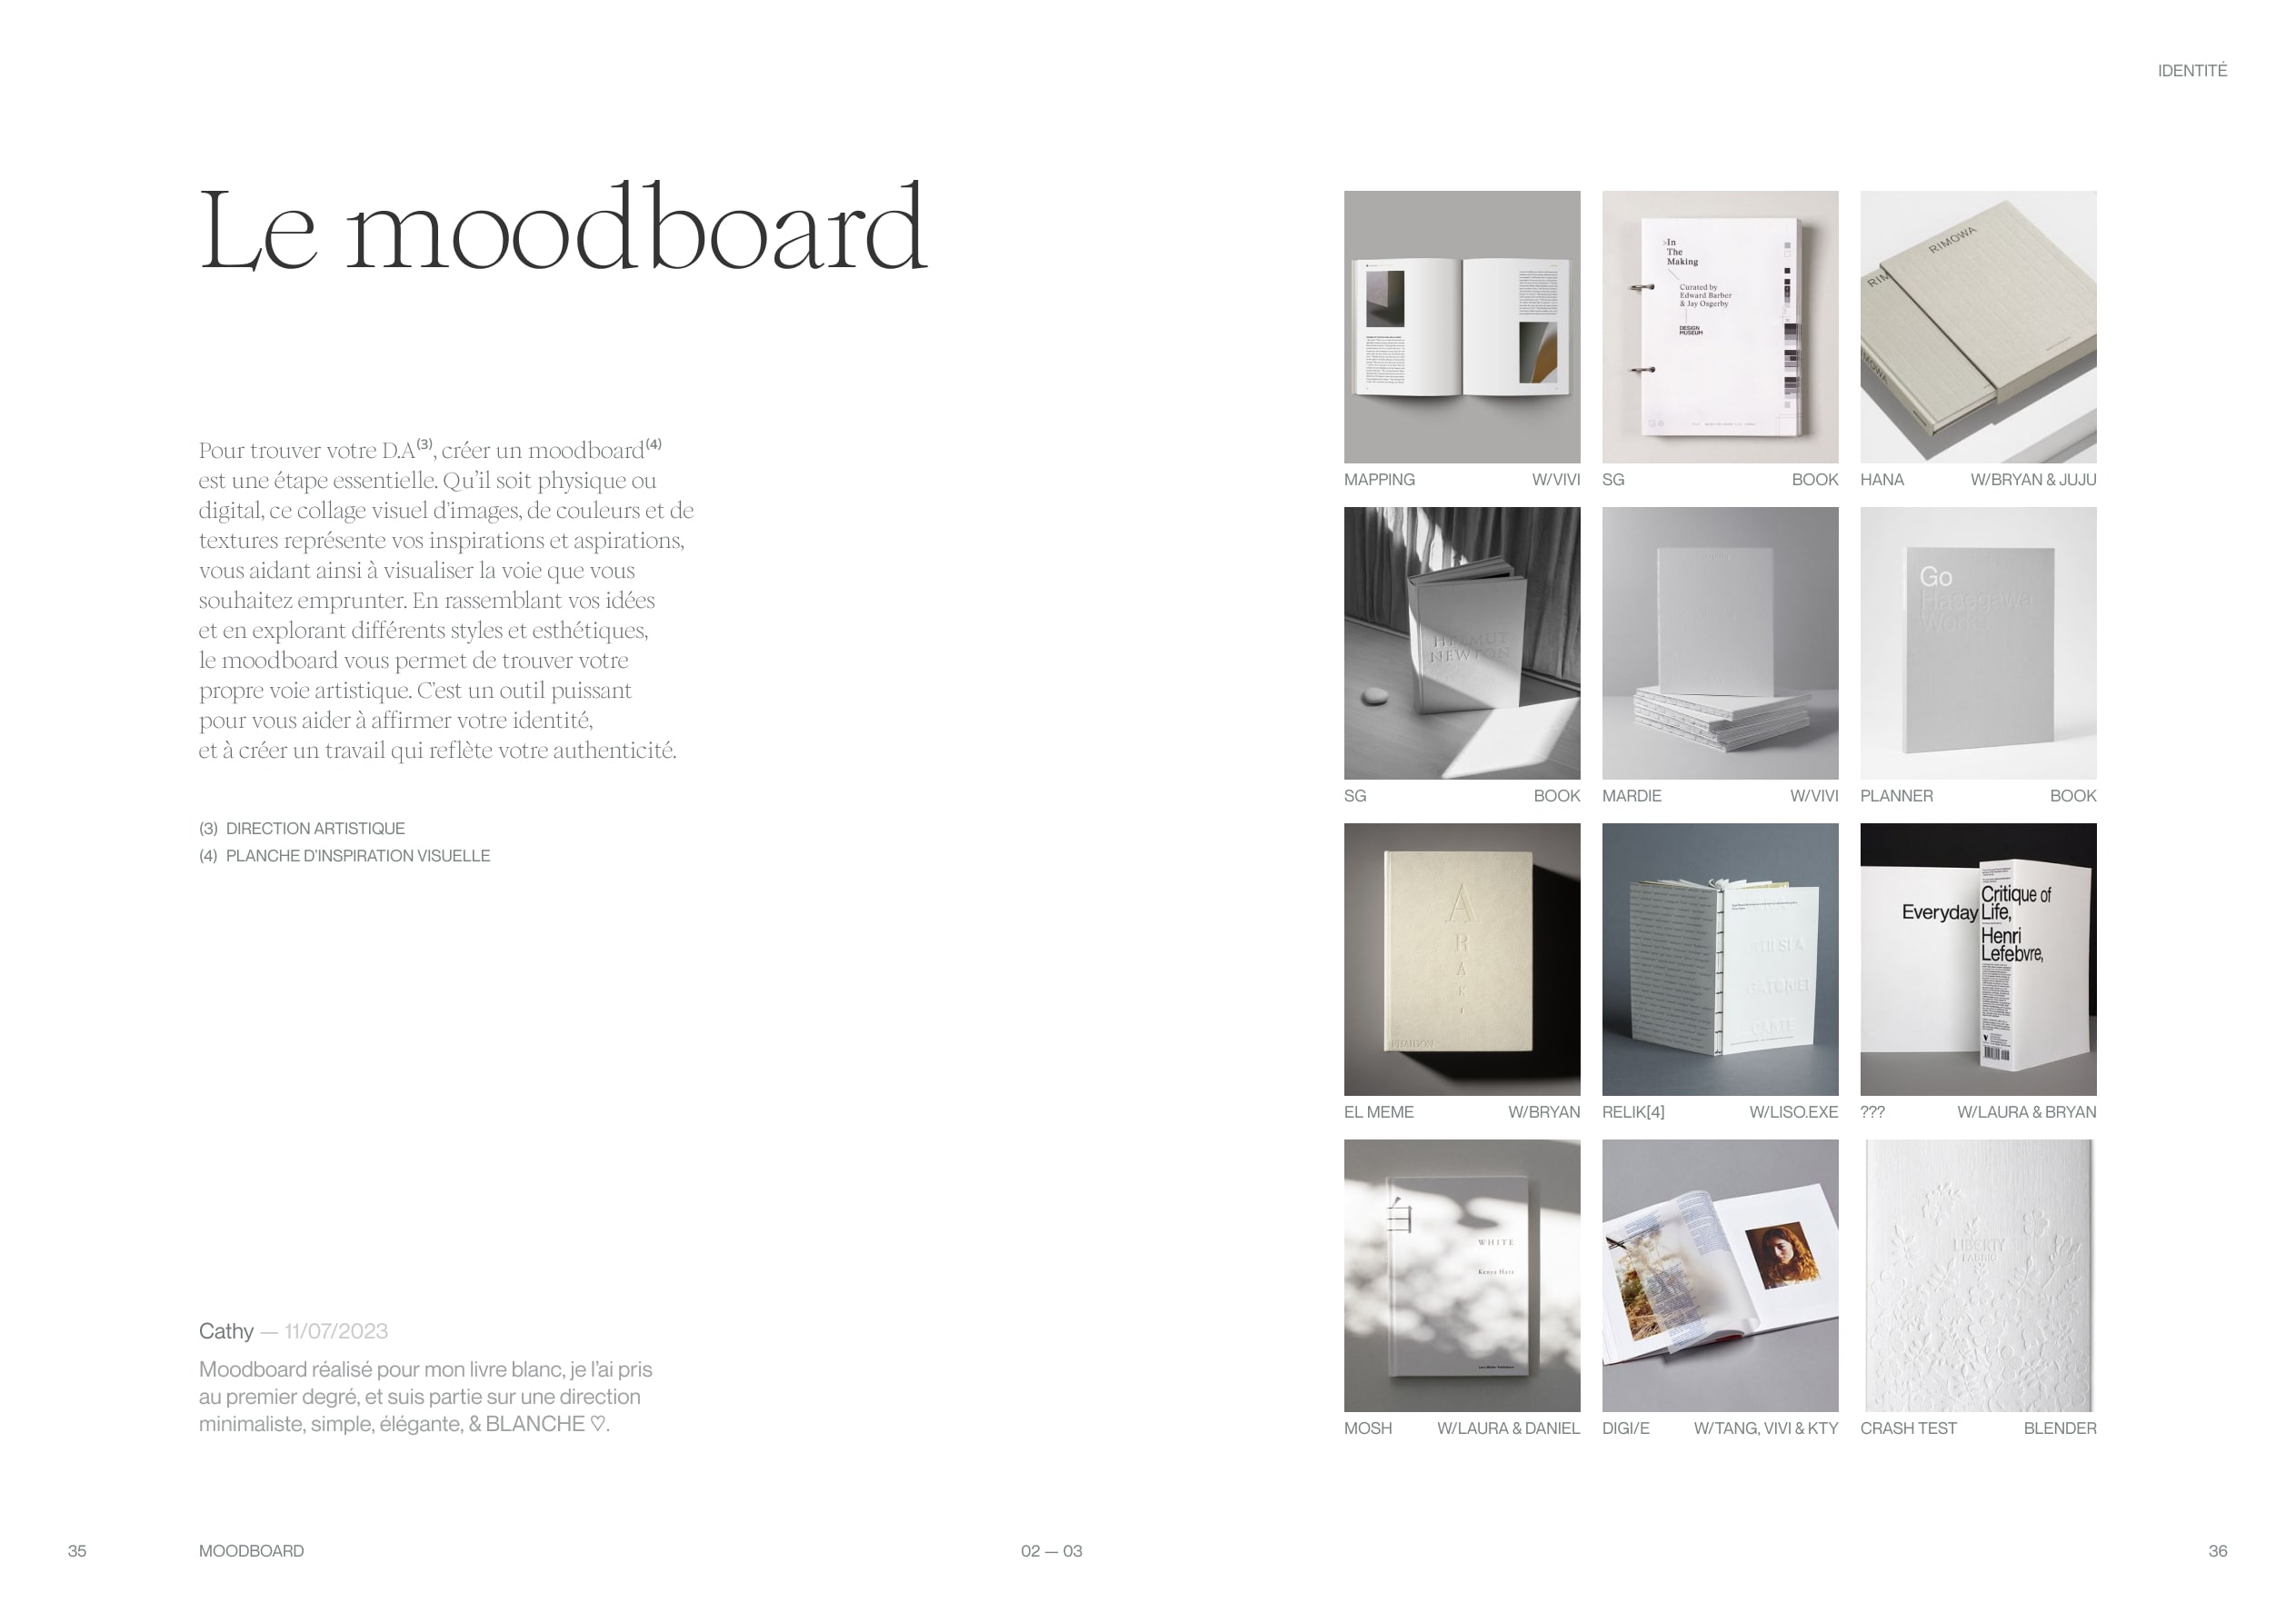 IDENTITÉ
Le moodboard
Pour trouver votre D.A(3), créer un moodboard(4)
est une étape essentielle. Qu'il soit physique ou
digital, ce collage visuel d'images, de couleurs et de
textures représente vos inspirations et aspirations,
vous aidant ainsi à visualiser la voie que vous
souhaitez emprunter. En rassemblant vos idées
et en explorant différents styles et esthétiques,
le moodboard vous permet de trouver votre
propre voie artistique. C'est un outil puissant
pour vous aider à affirmer votre identité,
et à créer un travail qui reflète votre authenticité.
(3) DIRECTION ARTISTIQUE
(4) PLANCHE D'INSPIRATION VISUELLE
Cathy — 11/07/2023
Moodboard réalisé pour mon livre blanc, je l'ai pris
au premier degré, et suis partie sur une direction
minimaliste, simple, élégante, & BLANCHE ♡.
35
MOODBOARD
02 — 03
>In
The
Making
Curated by
Edward Barber
& Jay Osgerby
DESIGN
MUSEUM
RIMOWA
MAPPING W/VIVI
SG BOOK
HANA W/BRYAN & JUJU
HELMUT
NEWTON
Go
Hasegawa
Works
SG BOOK
MARDIE W/VIVI
PLANNER BOOK
A
R
A
K
I
PHAIDON
CARTE
Everyday
Critique of
Life,
Henri
Lefebvre,
EL MEME W/BRYAN
RELIK[4] W/LISO.EXE
??? W/LAURA & BRYAN
白
WHITE
Kenya Hara
Lars Müller Publishers
LIBERTY
FABRIC
MOSH W/LAURA & DANIEL
DIGI/E W/TANG, VIVI & KTY
CRASH TEST BLENDER
36